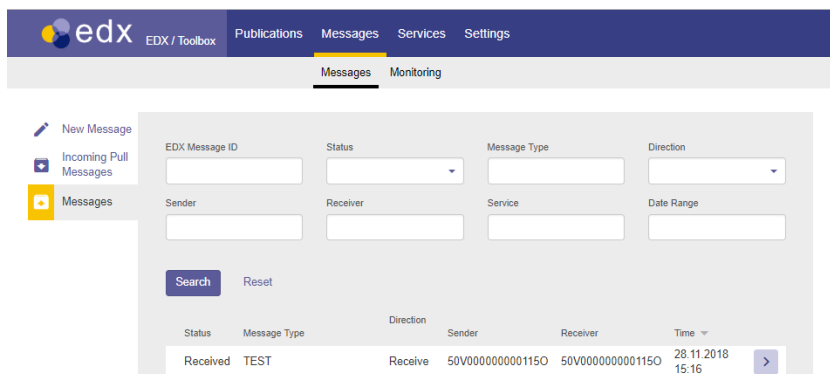 edx EDX / Toolbox Publications Messages Services Settings
Messages Monitoring
New Message
Incoming Pull
Messages
Messages
EDX Message ID Status Message Type Direction
Sender Receiver Service Date Range
Search Reset
Status Message Type Direction Sender Receiver Time
Received TEST Receive 50V000000000115O 50V000000000115O 28.11.2018
15:16